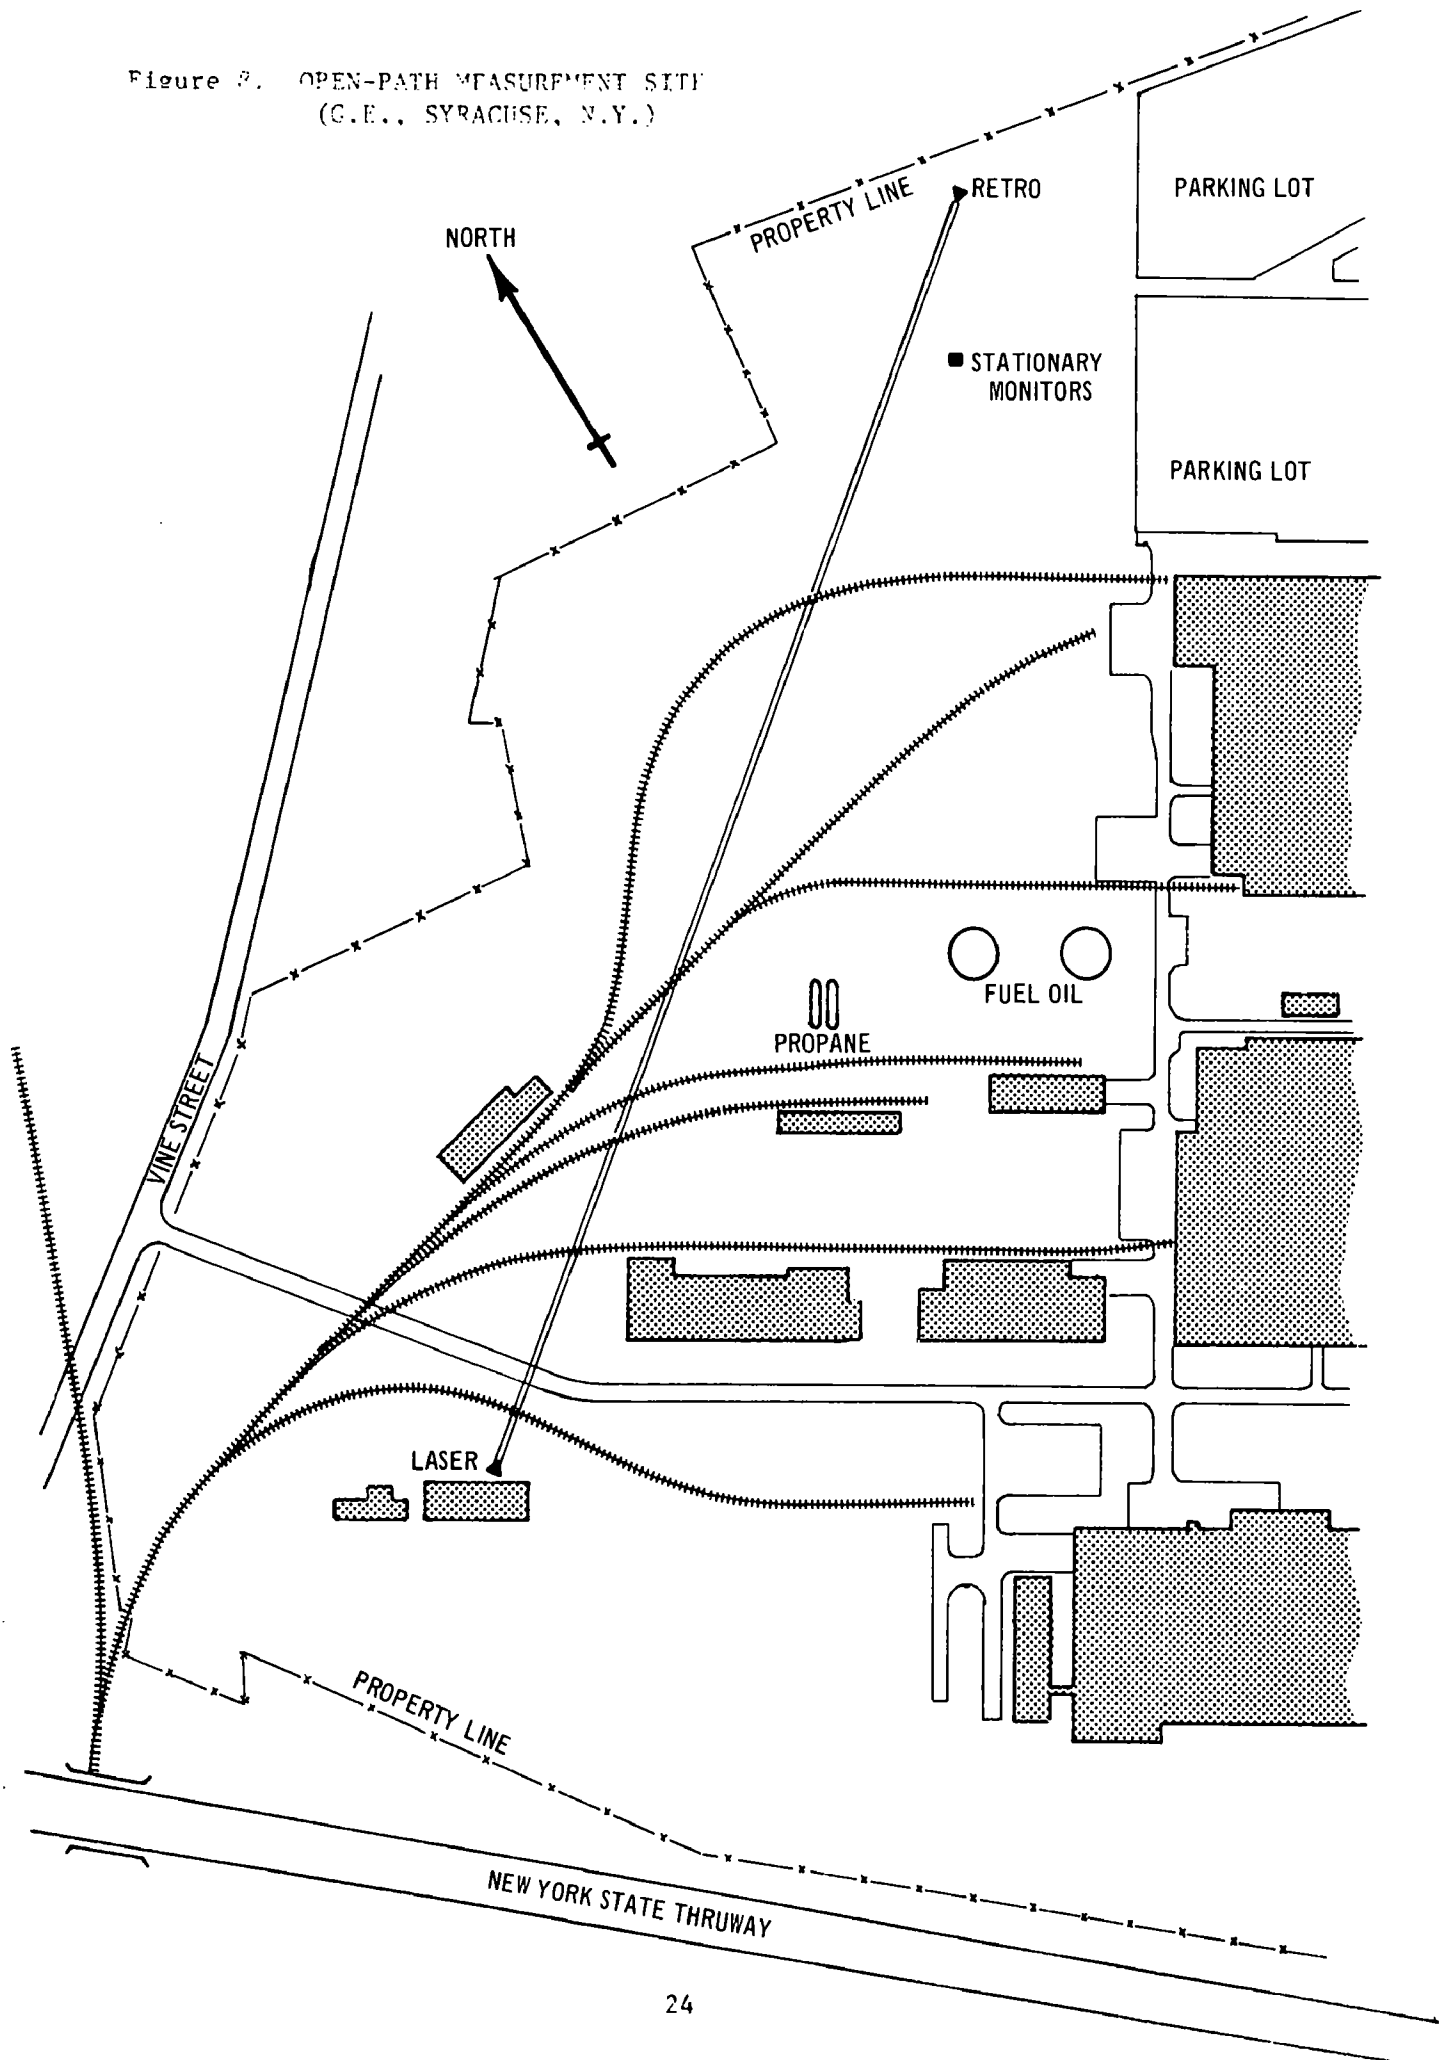 Figure 8. OPEN-PATH MEASUREMENT SITE
(G.E., SYRACUSE, N.Y.)
RETRO
PARKING LOT
PROPERTY LINE
NORTH
STATIONARY
MONITORS
PARKING LOT
FUEL OIL
PROPANE
VINE STREET
LASER
PROPERTY LINE
NEW YORK STATE THRUWAY
24